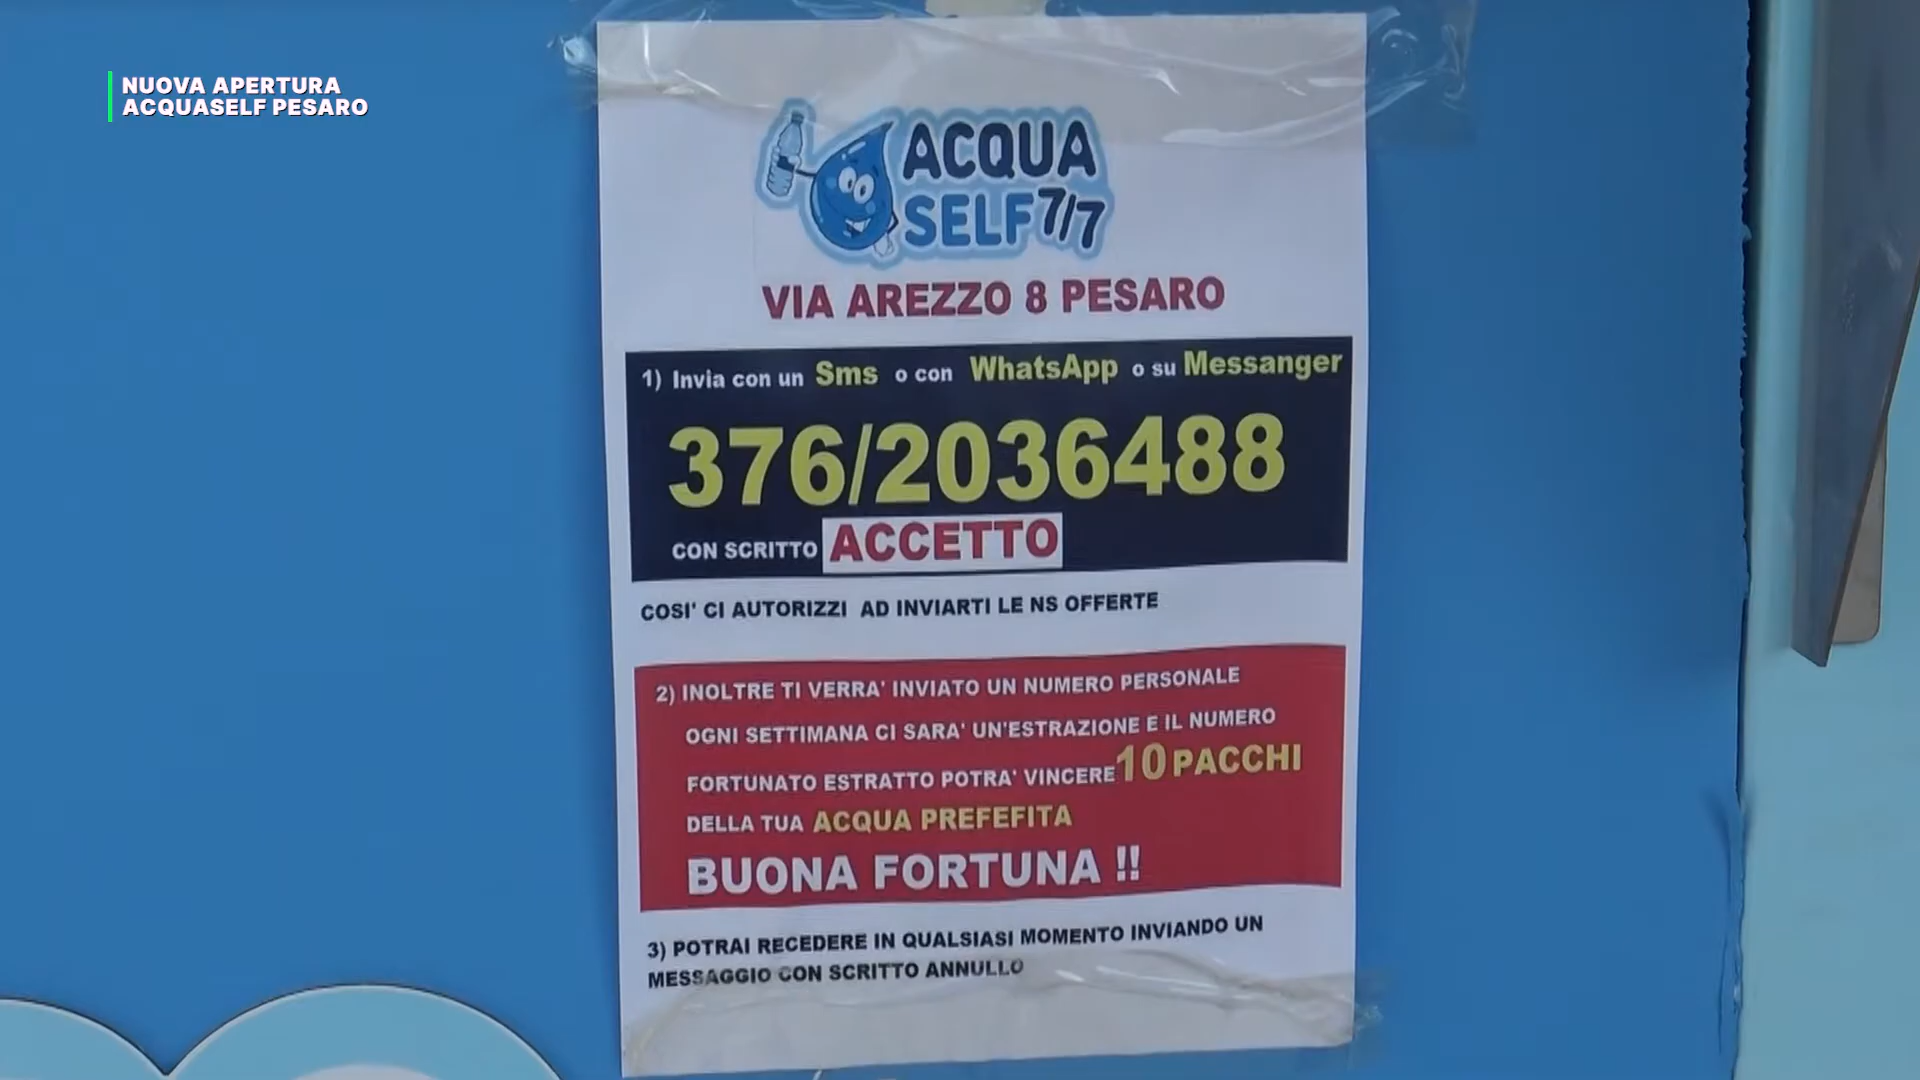 NUOVA APERTURA
ACQUASELF PESARO
ACQUA
SELF 7/7
VIA AREZZO 8 PESARO
1) Invia con un Sms o con WhatsApp o su Messanger
376/2036488
CON SCRITTO ACCETTO
COSI' CI AUTORIZZI AD INVIARTI LE NS OFFERTE
2) INOLTRE TI VERRA' INVIATO UN NUMERO PERSONALE
OGNI SETTIMANA CI SARA' UN'ESTRAZIONE E IL NUMERO
FORTUNATO ESTRATTO POTRA' VINCERE 10 PACCHI
DELLA TUA ACQUA PREFEFITA
BUONA FORTUNA !!
3) POTRAI RECEDERE IN QUALSIASI MOMENTO INVIANDO UN
MESSAGGIO CON SCRITTO ANNULLO